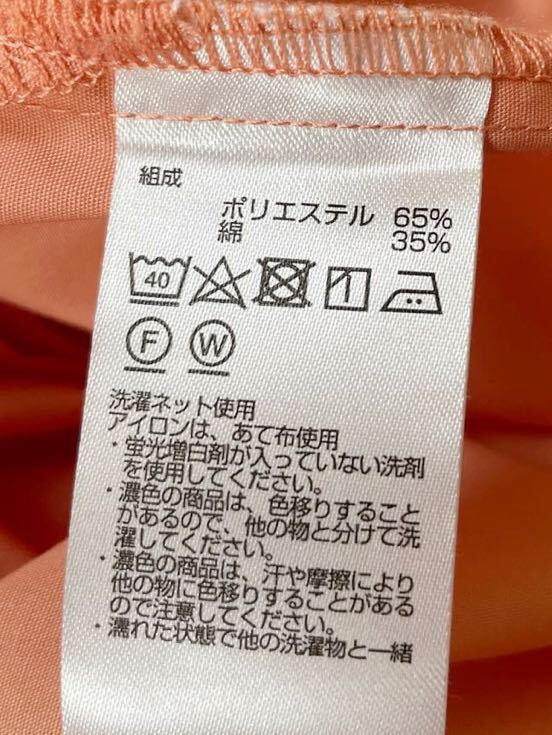 組成
ポリエステル 65%
綿 35%
40
F W
洗濯ネット使用
アイロンは、あて布使用
・蛍光増白剤が入っていない洗剤
を使用してください。
・濃色の商品は、色移りすること
があるので、他の物と分けて洗
濯してください。
・濃色の商品は、汗や摩擦により
他の物に色移りすることがある
ので注意してください。
・濡れた状態で他の洗濯物と一緒